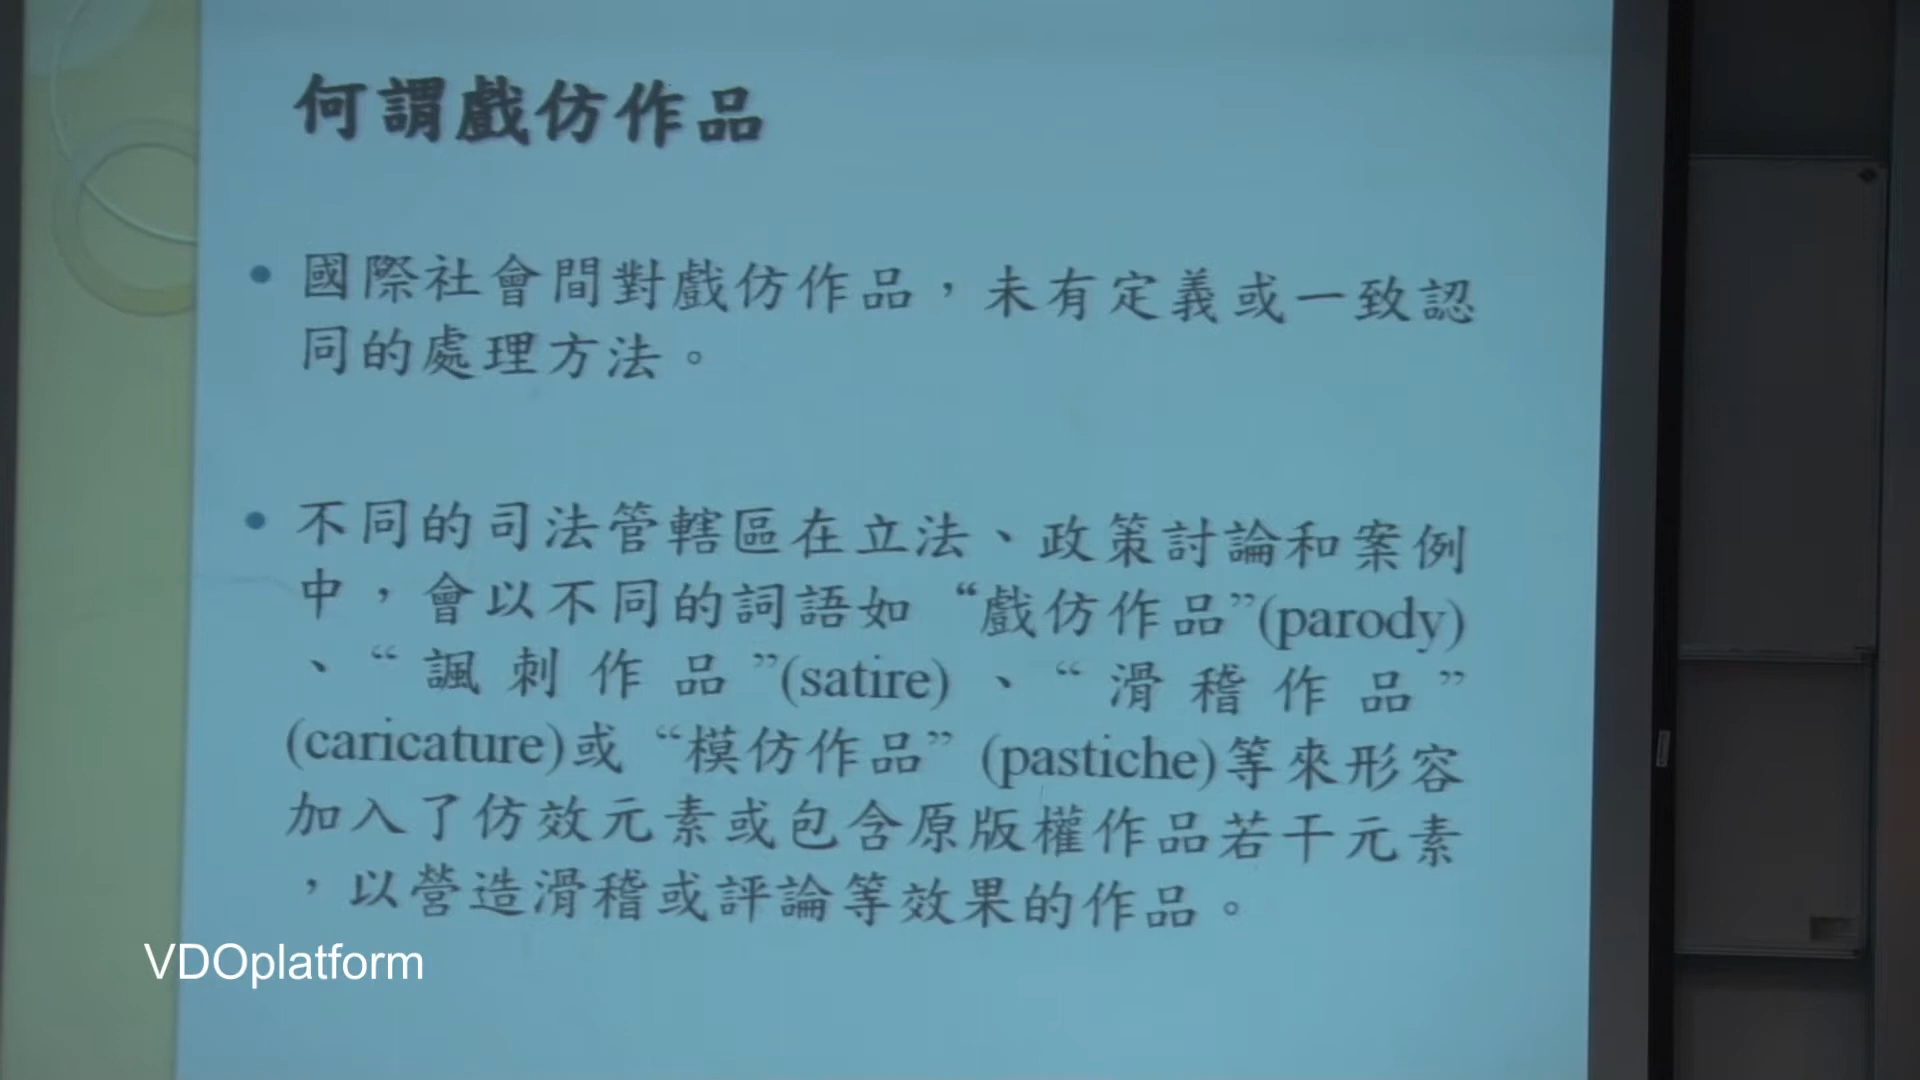 何謂戲仿作品
• 國際社會間對戲仿作品，未有定義或一致認
同的處理方法。
• 不同的司法管轄區在立法、政策討論和案例
中，會以不同的詞語如“戲仿作品”(parody)
、“諷刺作品”(satire)、“滑稽作品”
(caricature)或“模仿作品” (pastiche)等來形容
加入了仿效元素或包含原版權作品若干元素
，以營造滑稽或評論等效果的作品。
VDOplatform